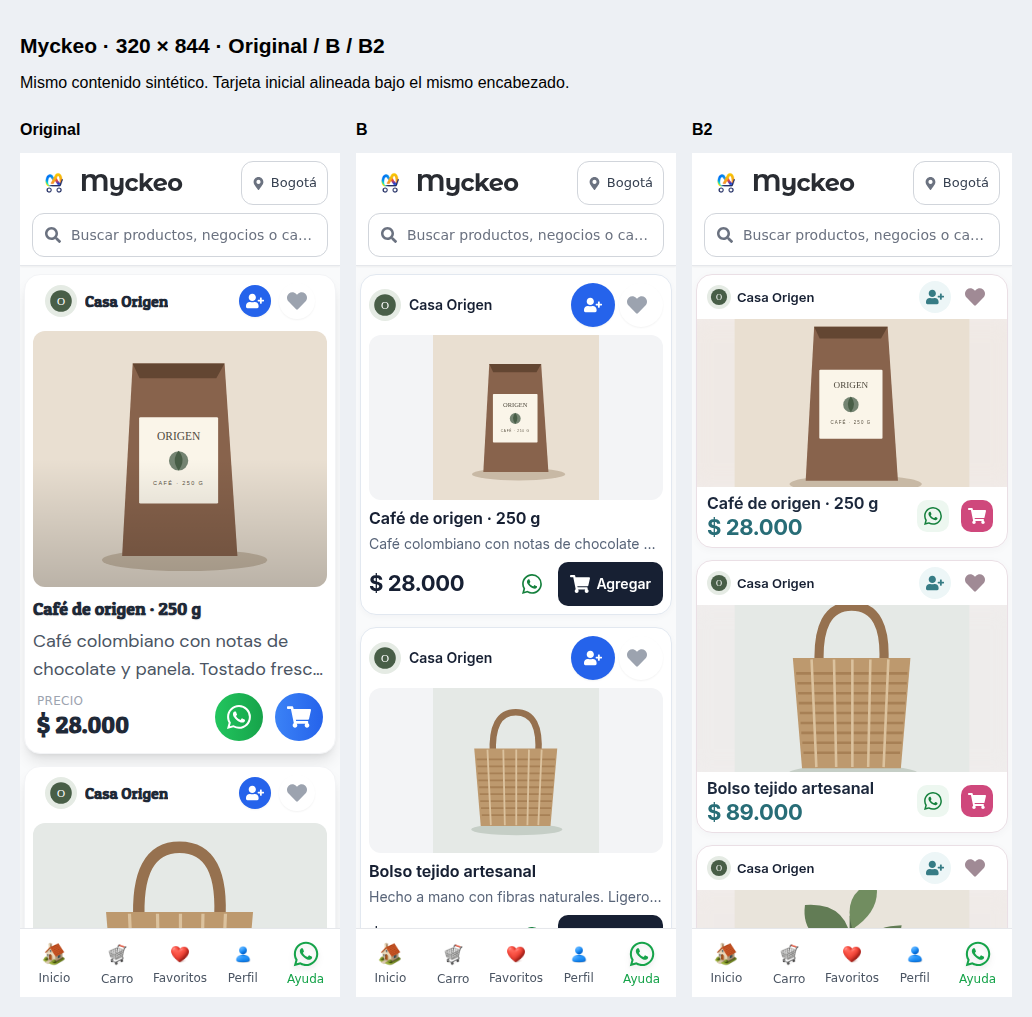 Myckeo · 320 × 844 · Original / B / B2
Mismo contenido sintético. Tarjeta inicial alineada bajo el mismo encabezado.
Original
Myckeo
Bogotá
Buscar productos, negocios o ca...
O
Casa Origen
ORIGEN
CAFÉ · 250 G
Café de origen · 250 g
Café colombiano con notas de
chocolate y panela. Tostado fresc...
PRECIO
$ 28.000
O
Casa Origen
Inicio
Carro
Favoritos
Perfil
Ayuda
B
Myckeo
Bogotá
Buscar productos, negocios o ca...
O
Casa Origen
ORIGEN
CAFÉ · 250 G
Café de origen · 250 g
Café colombiano con notas de chocolate ...
$ 28.000
Agregar
O
Casa Origen
Bolso tejido artesanal
Hecho a mano con fibras naturales. Ligero...
Inicio
Carro
Favoritos
Perfil
Ayuda
B2
Myckeo
Bogotá
Buscar productos, negocios o ca...
O
Casa Origen
ORIGEN
CAFÉ · 250 G
Café de origen · 250 g
$ 28.000
O
Casa Origen
Bolso tejido artesanal
$ 89.000
O
Casa Origen
Inicio
Carro
Favoritos
Perfil
Ayuda